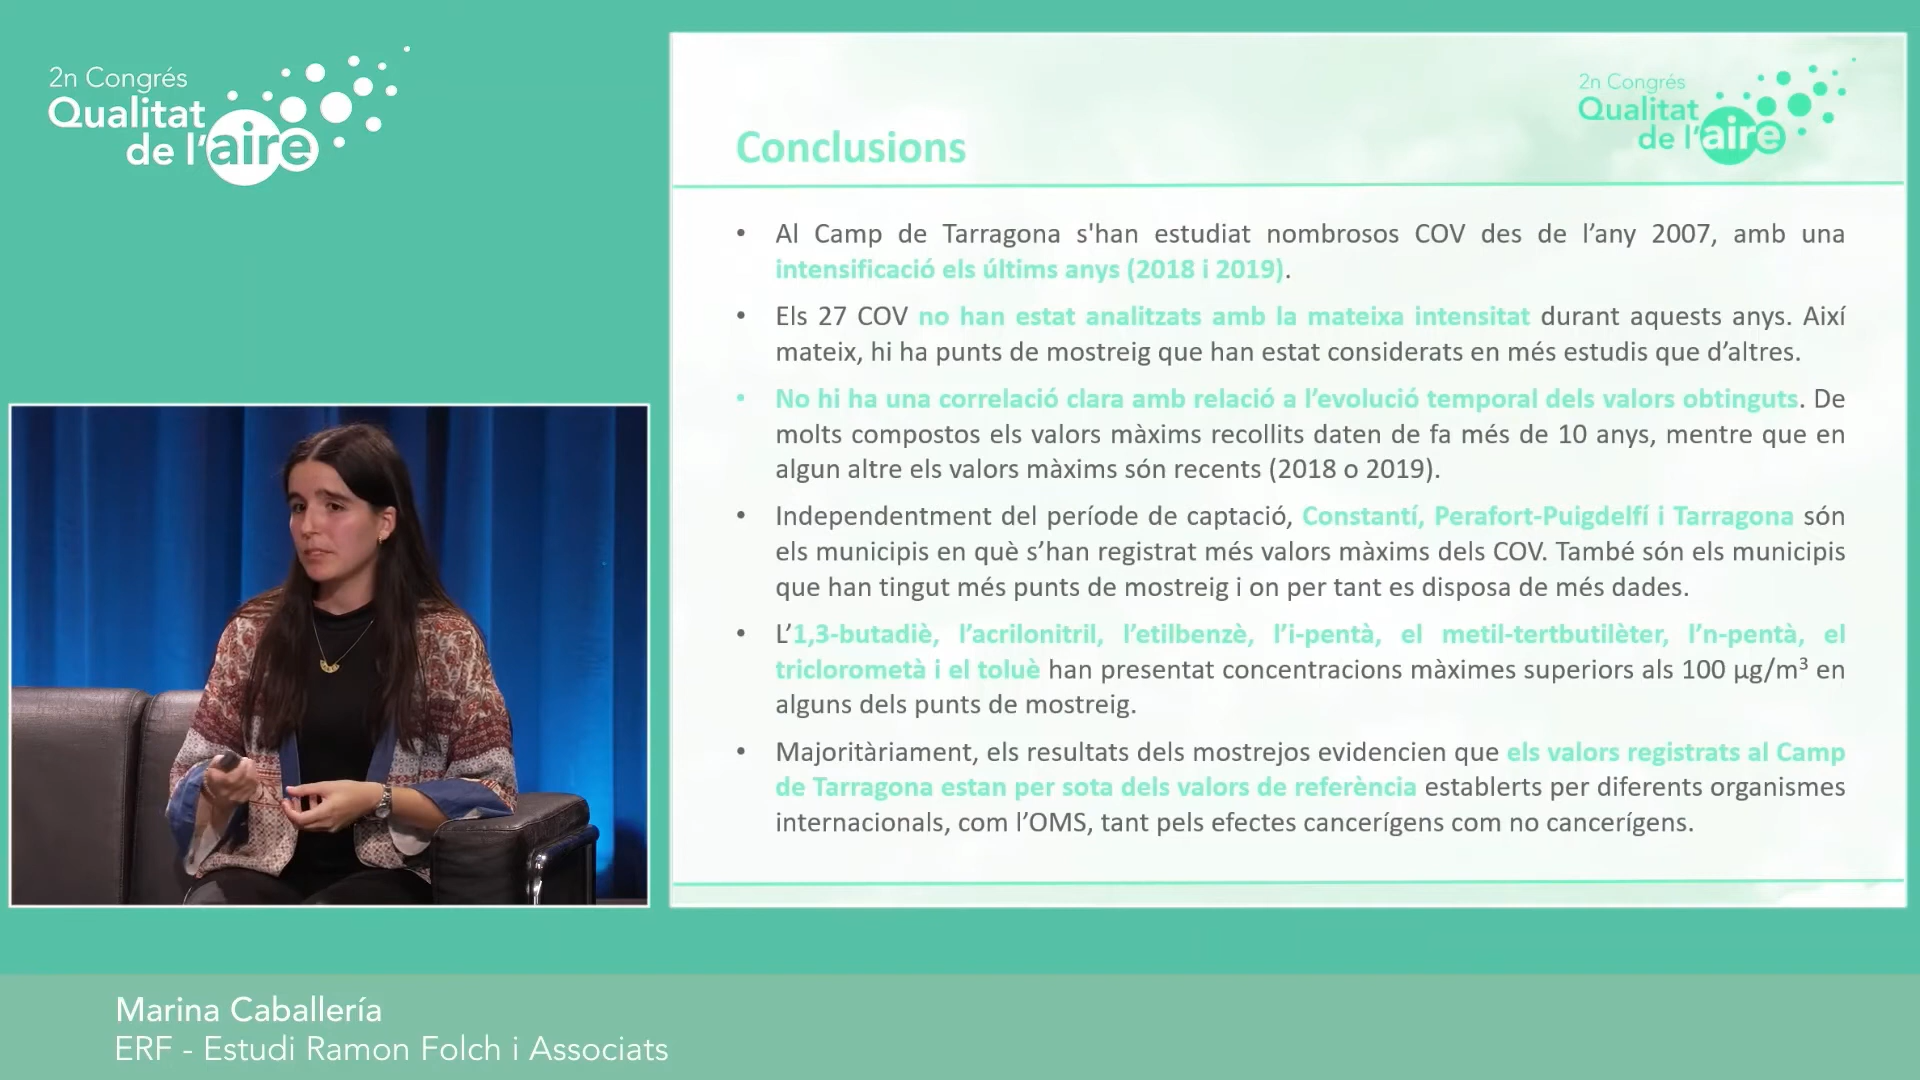 2n Congrés
Qualitat
de l'aire
2n Congrés
Qualitat
de l'aire
Conclusions
• Al Camp de Tarragona s'han estudiat nombrosos COV des de l’any 2007, amb una
intensificació els últims anys (2018 i 2019).
• Els 27 COV no han estat analitzats amb la mateixa intensitat durant aquests anys. Així
mateix, hi ha punts de mostreig que han estat considerats en més estudis que d’altres.
• No hi ha una correlació clara amb relació a l’evolució temporal dels valors obtinguts. De
molts compostos els valors màxims recollits daten de fa més de 10 anys, mentre que en
algun altre els valors màxims són recents (2018 o 2019).
• Independentment del període de captació, Constantí, Perafort-Puigdelfí i Tarragona són
els municipis en què s’han registrat més valors màxims dels COV. També són els municipis
que han tingut més punts de mostreig i on per tant es disposa de més dades.
• L’1,3-butadiè, l’acrilonitril, l’etilbenzè, l’i-pentà, el metil-tertbutilèter, l’n-pentà, el
triclorometà i el toluè han presentat concentracions màximes superiors als 100 µg/m³ en
alguns dels punts de mostreig.
• Majoritàriament, els resultats dels mostrejos evidencien que els valors registrats al Camp
de Tarragona estan per sota dels valors de referència establerts per diferents organismes
internacionals, com l’OMS, tant pels efectes cancerígens com no cancerígens.
Marina Caballería
ERF - Estudi Ramon Folch i Associats